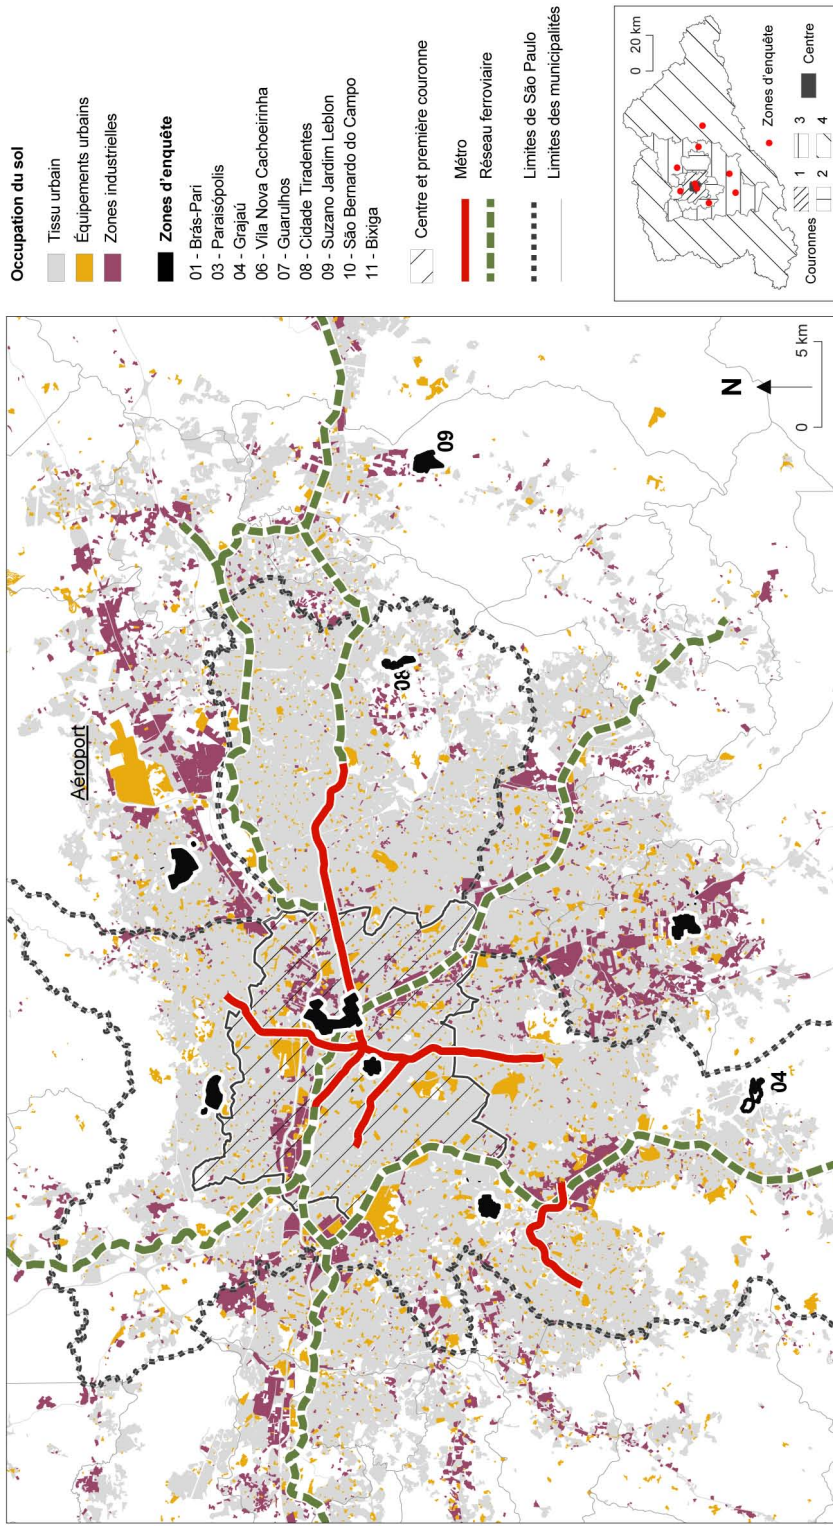 Aéroport
08
09
04
N
0 5 km
Occupation du sol
Tissu urbain
Équipements urbains
Zones industrielles
Zones d'enquête
01 - Brás-Pari
03 - Paraisópolis
04 - Grajaú
06 - Vila Nova Cachoeirinha
07 - Guarulhos
08 - Cidade Tiradentes
09 - Suzano Jardim Leblon
10 - São Bernardo do Campo
11 - Bixiga
Centre et première couronne
Métro
Réseau ferroviaire
Limites de São Paulo
Limites des municipalités
0 20 km
Zones d'enquête
Couronnes
1 3
2 4
Centre